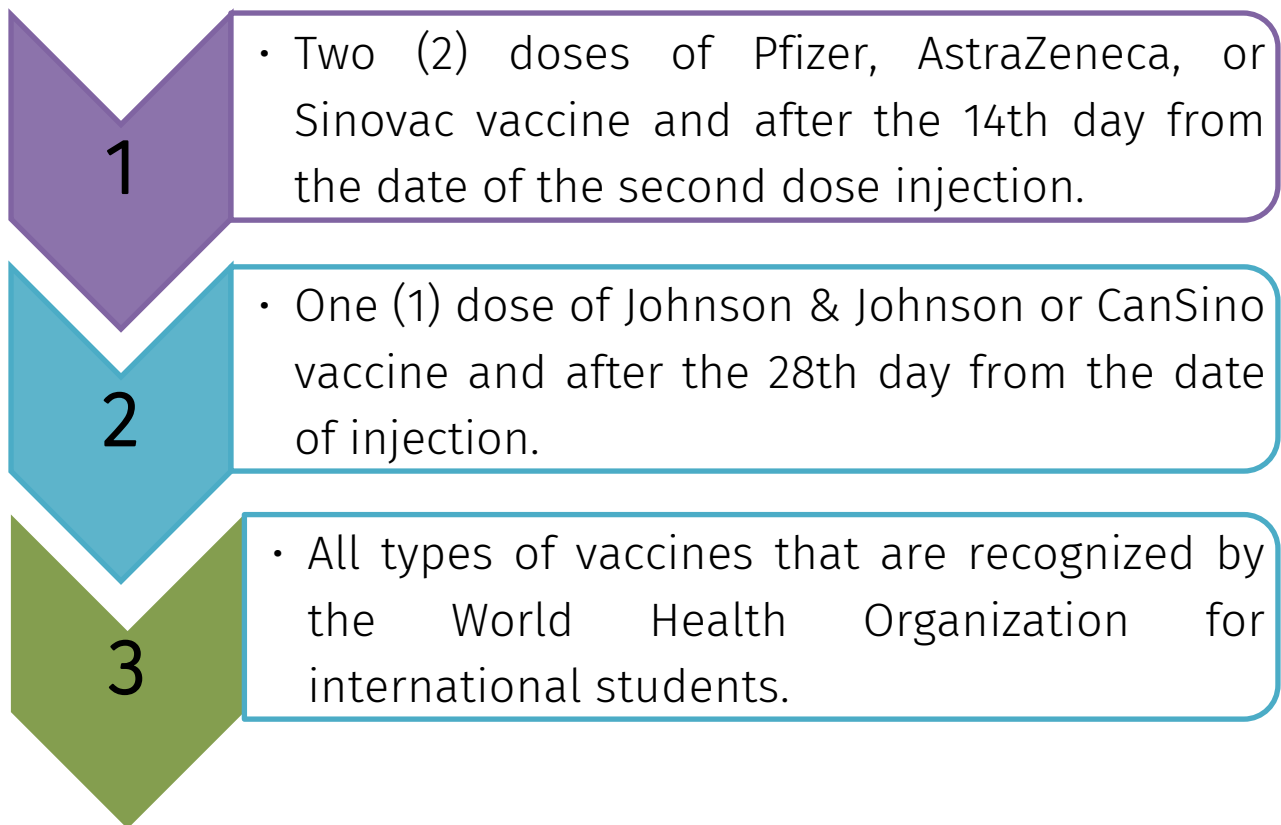 1
· Two (2) doses of Pfizer, AstraZeneca, or
Sinovac vaccine and after the 14th day from
the date of the second dose injection.
2
· One (1) dose of Johnson & Johnson or CanSino
vaccine and after the 28th day from the date
of injection.
3
· All types of vaccines that are recognized by
the World Health Organization for
international students.